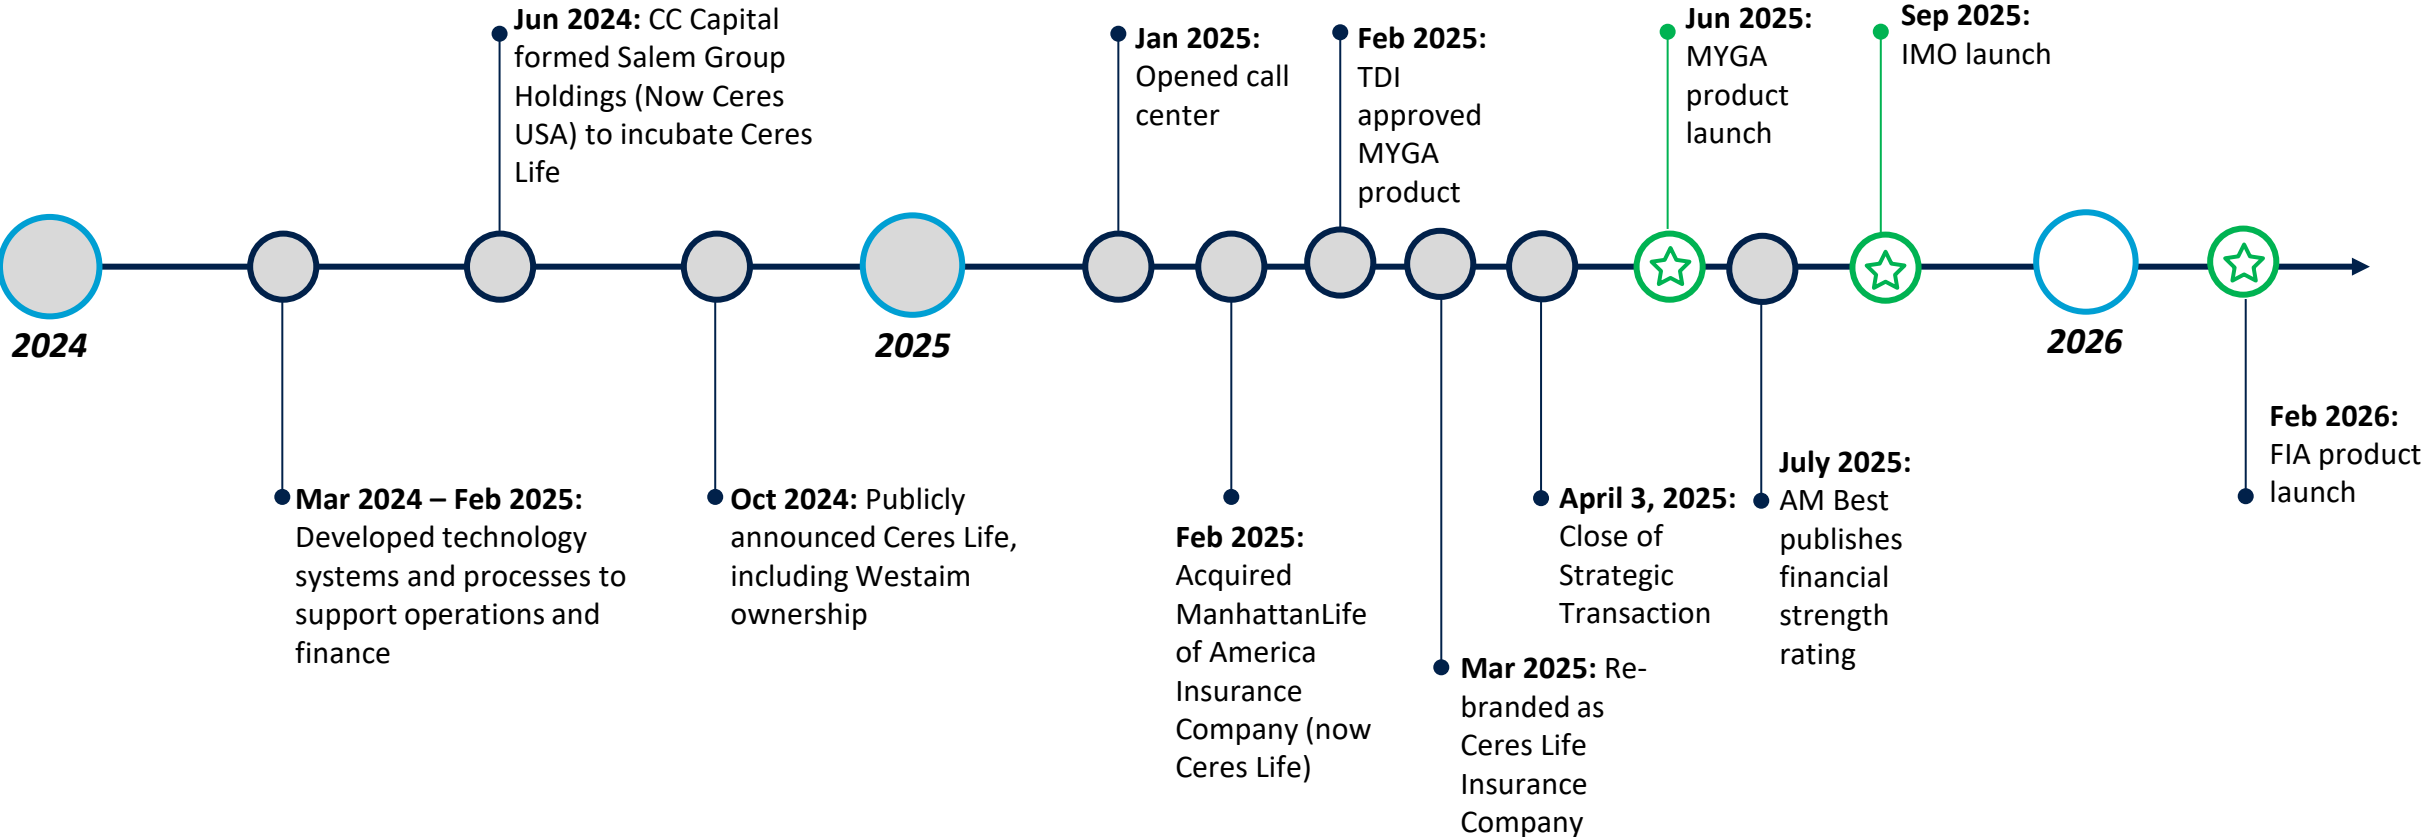 Jun 2024: CC Capital
formed Salem Group
Holdings (Now Ceres
USA) to incubate Ceres
Life
Jan 2025:
Opened call
center
Feb 2025:
TDI
approved
MYGA
product
Jun 2025:
MYGA
product
launch
Sep 2025:
IMO launch
2024
2025
2026
Mar 2024 – Feb 2025:
Developed technology
systems and processes to
support operations and
finance
Oct 2024: Publicly
announced Ceres Life,
including Westaim
ownership
Feb 2025:
Acquired
ManhattanLife
of America
Insurance
Company (now
Ceres Life)
Mar 2025: Re-
branded as
Ceres Life
Insurance
Company
April 3, 2025:
Close of
Strategic
Transaction
July 2025:
AM Best
publishes
financial
strength
rating
Feb 2026:
FIA product
launch